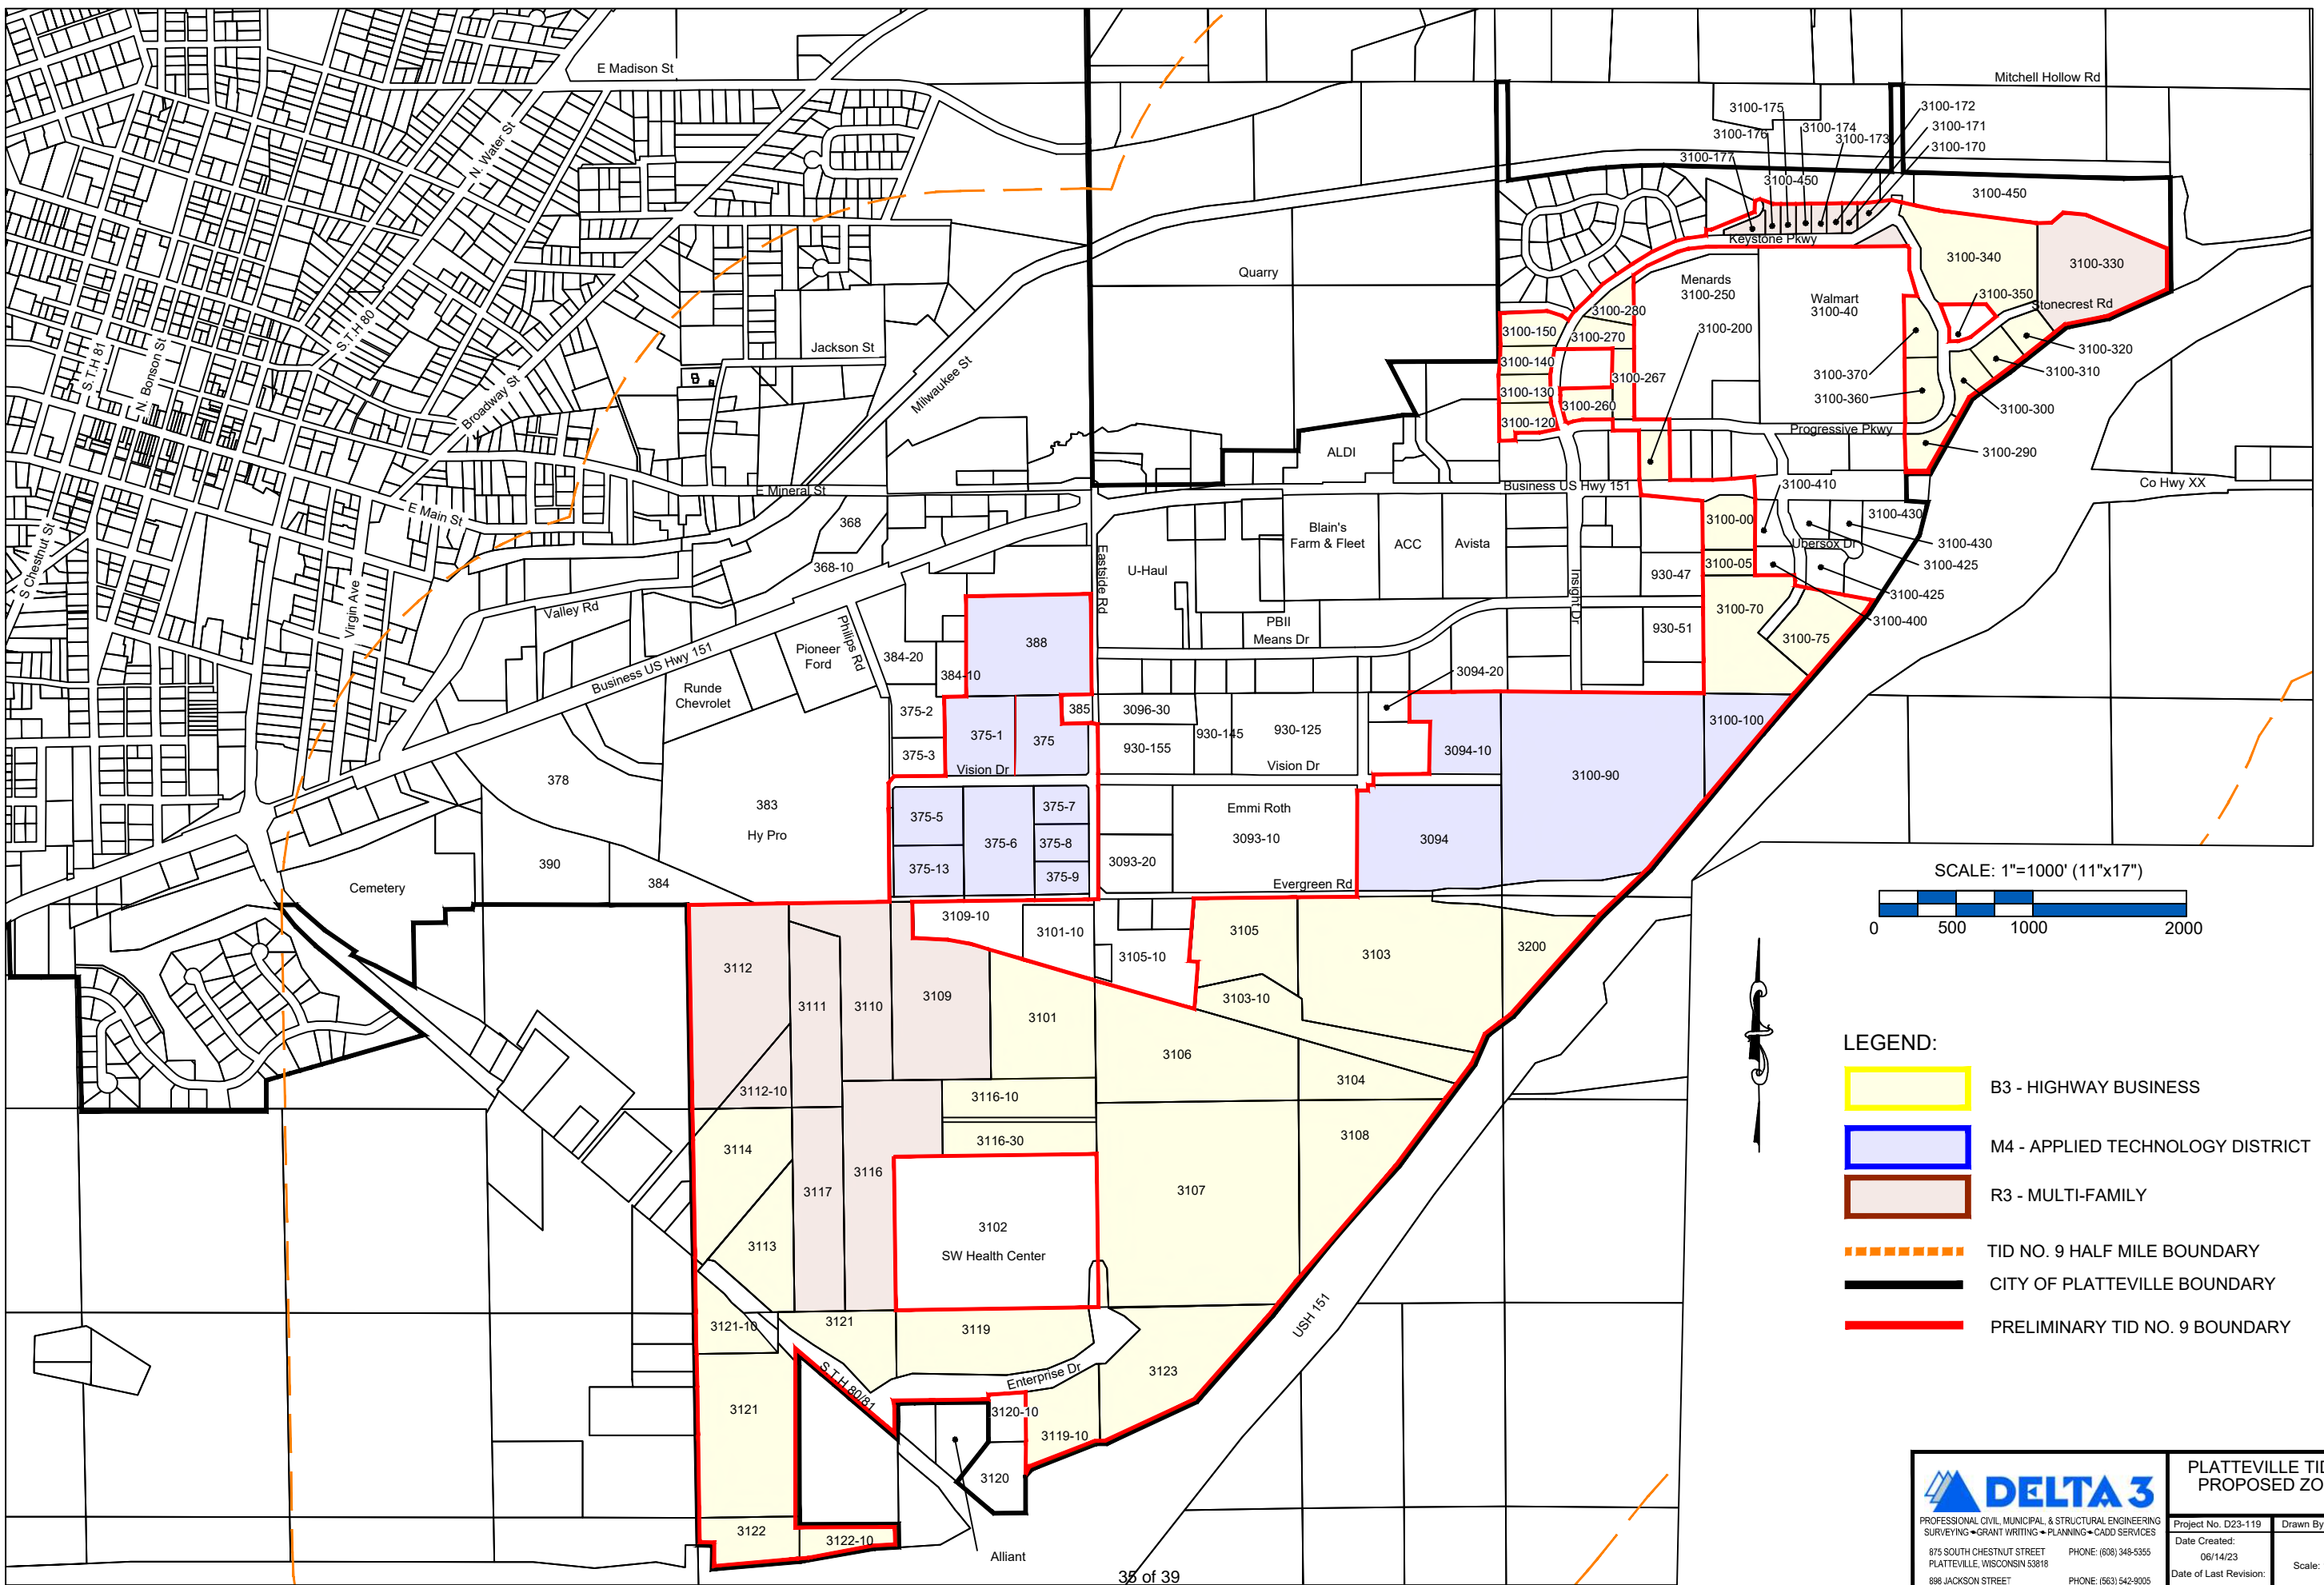 E Madison St
Mitchell Hollow Rd
3100-175
3100-172
3100-176
3100-174
3100-171
3100-173
3100-170
3100-177
3100-450
3100-450
N. Water St
Keystone Pkwy
3100-340
3100-330
Quarry
Menards
3100-250
Walmart
3100-40
3100-350
Stonecrest Rd
3100-280
3100-200
3100-150
3100-270
S.T.H 80
S.T.H 81
N. Bonson St
Jackson St
3100-320
3100-140
3100-267
3100-370
3100-310
Milwaukee St
Broadway St
3100-130
3100-260
3100-360
3100-300
3100-120
Progressive Pkwy
ALDI
3100-290
E Mineral St
Business US Hwy 151
3100-410
Co Hwy XX
E Main St
368
3100-00
3100-430
Blain's
Farm & Fleet
ACC
Avista
Ubersox Dr
3100-430
S Chestnut St
368-10
Eastside Rd
U-Haul
Insight Dr
930-47
3100-05
3100-425
3100-425
Virgin Ave
Valley Rd
3100-70
3100-400
PBII
Means Dr
930-51
3100-75
Philips Rd
388
Pioneer
Ford
384-20
384-10
Business US Hwy 151
3094-20
Runde
Chevrolet
375-2
385
3096-30
3100-100
375-1
375
930-145
930-125
930-155
3094-10
375-3
Vision Dr
Vision Dr
3100-90
378
383
Hy Pro
375-5
375-7
Emmi Roth
3093-10
3094
375-6
375-8
390
375-13
375-9
3093-20
384
Cemetery
Evergreen Rd
SCALE: 1"=1000' (11"x17")
0
500
1000
2000
3109-10
3101-10
3105
3105-10
3103
3200
3112
3111
3110
3109
3103-10
3101
3106
3104
3112-10
3116-10
3108
3114
3116-30
3116
3117
3107
3113
3102
SW Health Center
LEGEND:
B3 - HIGHWAY BUSINESS
M4 - APPLIED TECHNOLOGY DISTRICT
R3 - MULTI-FAMILY
TID NO. 9 HALF MILE BOUNDARY
CITY OF PLATTEVILLE BOUNDARY
PRELIMINARY TID NO. 9 BOUNDARY
3121-10
3121
3119
USH 151
Enterprise Dr
3123
S.T.H 80/81
3121
3120-10
3119-10
3120
3122
3122-10
Alliant
35 of 39
DELTA 3
PROFESSIONAL CIVIL, MUNICIPAL, & STRUCTURAL ENGINEERING
SURVEYING GRANT WRITING PLANNING CADD SERVICES
875 SOUTH CHESTNUT STREET PHONE: (608) 348-5355
PLATTEVILLE, WISCONSIN 53818
898 JACKSON STREET PHONE: (563) 542-9005
PLATTEVILLE TID
PROPOSED ZO
Project No. D23-119
Drawn By
Date Created:
06/14/23
Scale:
Date of Last Revision: